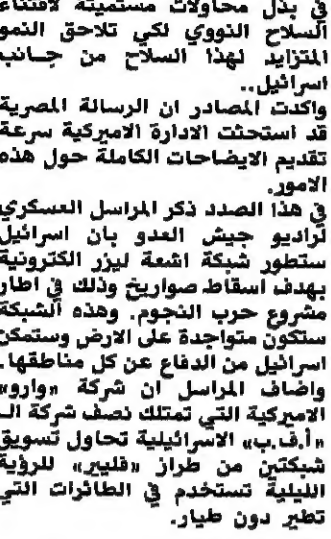 في بذل محاولات مستميتة لاقتناء
السلاح النووي لكي تلاحق النمو
المتزايد لهذا السلاح من جانب
اسرائيل..
واكدت المصادر ان الرسالة المصرية
قد استحثت الادارة الاميركية سرعة
تقديم الايضاحات الكاملة حول هذه
الامور.
في هذا الصدد ذكر المراسل العسكري
لراديو جيش العدو بان اسرائيل
ستطور شبكة اشعة ليزر الكترونية
بهدف اسقاط صواريخ وذلك في اطار
مشروع حرب النجوم. وهذه الشبكة
ستكون متواجدة على الارض وستمكن
اسرائيل من الدفاع عن كل مناطقها.
واضاف المراسل ان شركة «وارو»
الاميركية التي تمتلك نصف شركة الـ
«أ.ف.ب» الاسرائيلية تحاول تسويق
شبكتين من طراز «قليبر» للرؤية
الليلية تستخدم في الطائرات التي
تطير دون طيار.